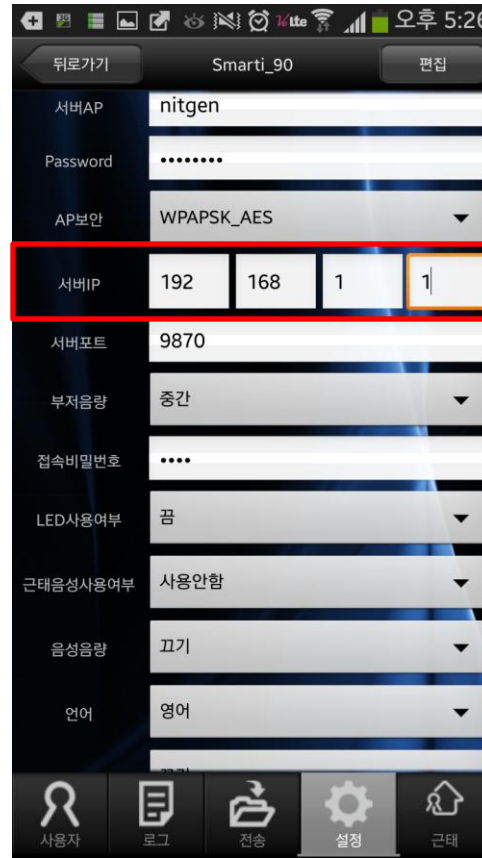 오후 5:26
뒤로가기 Smarti_90 편집
서버AP nitgen
Password ••••••••
AP보안 WPAPSK_AES
서버IP 192 168 1 1
서버포트 9870
부저음량 중간
접속비밀번호 ••••
LED사용여부 끔
근태음성사용여부 사용안함
음성음량 끄기
언어 영어
사용자 로그 전송 설정 근태